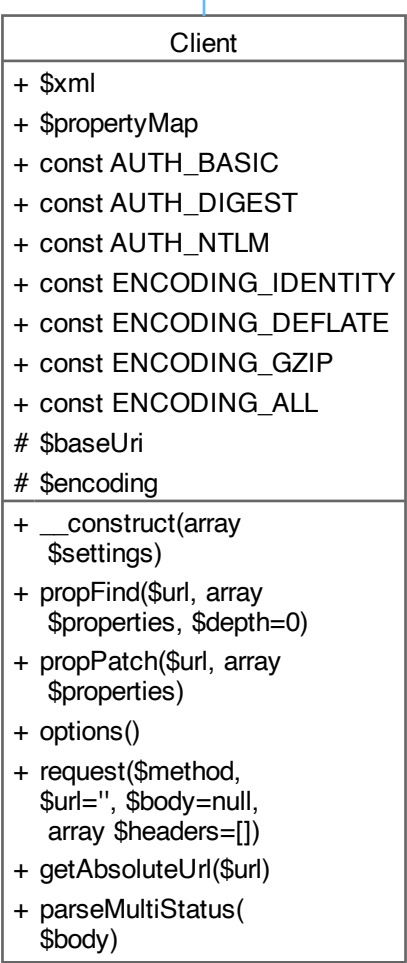 Client
+ $xml
+ $propertyMap
+ const AUTH_BASIC
+ const AUTH_DIGEST
+ const AUTH_NTLM
+ const ENCODING_IDENTITY
+ const ENCODING_DEFLATE
+ const ENCODING_GZIP
+ const ENCODING_ALL
# $baseUri
# $encoding
+ __construct(array
$settings)
+ propFind($url, array
$properties, $depth=0)
+ propPatch($url, array
$properties)
+ options()
+ request($method,
$url='', $body=null,
array $headers=[])
+ getAbsoluteUrl($url)
+ parseMultiStatus(
$body)